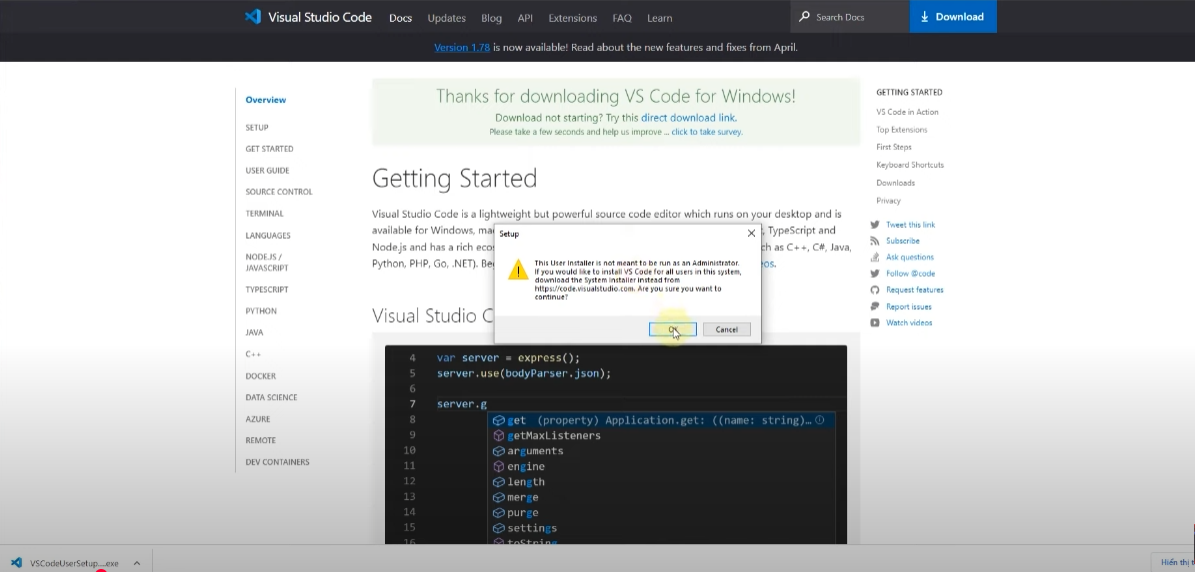 Visual Studio Code Docs Updates Blog API Extensions FAQ Learn Search Docs Download
Version 1.78 is now available! Read about the new features and fixes from April.
Overview
SETUP
GET STARTED
USER GUIDE
SOURCE CONTROL
TERMINAL
LANGUAGES
NODE.JS /
JAVASCRIPT
TYPESCRIPT
PYTHON
JAVA
C++
DOCKER
DATA SCIENCE
AZURE
REMOTE
DEV CONTAINERS
Thanks for downloading VS Code for Windows!
Download not starting? Try this direct download link.
Please take a few seconds and help us improve ... click to take survey.
Getting Started
Visual Studio Code is a lightweight but powerful source code editor which runs on your desktop and is
available for Windows, TypeScript and
Node.js and has a rich such as C++, C#, Java,
Python, PHP, Go, .NET).
Visual Studio
Setup
This User Installer is not meant to be run as an Administrator.
If you would like to install VS Code for all users in this system,
download the System Installer instead from
https://code.visualstudio.com. Are you sure you want to
continue?
OK Cancel
4 var server = express();
5 server.use(bodyParser.json);
6
7 server.g
8 get (property) Application.get: ((name: string)...
9 getMaxListeners
10 arguments
11 engine
12 length
13 merge
14 purge
15 settings
16 toString
GETTING STARTED
VS Code in Action
Top Extensions
First Steps
Keyboard Shortcuts
Downloads
Privacy
Tweet this link
Subscribe
Ask questions
Follow @code
Request features
Report issues
Watch videos
VSCodeUserSetup....exe
Hiển thị